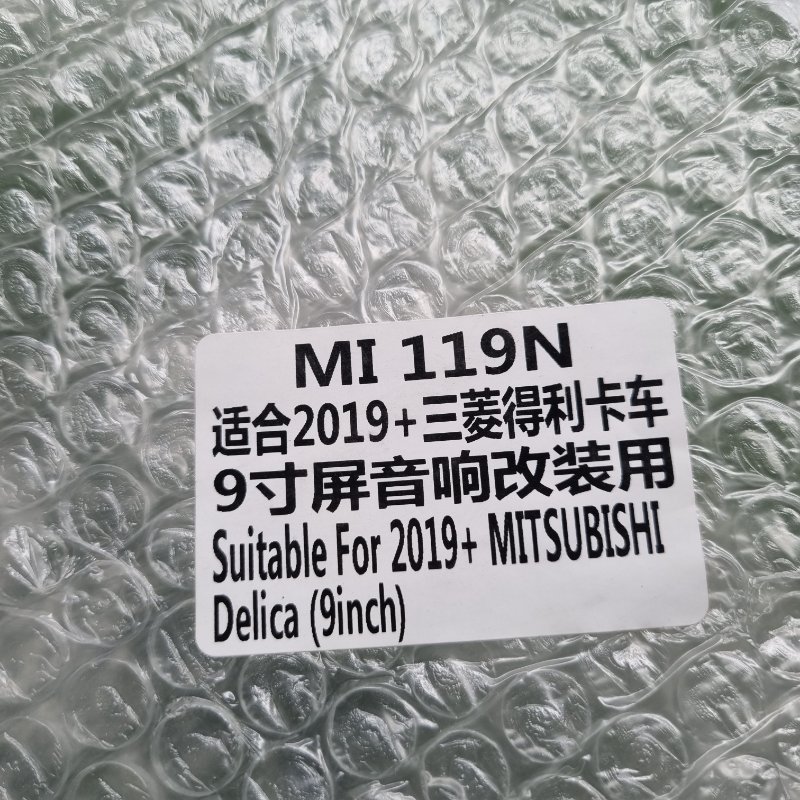 MI 119N
适合2019+三菱得利卡车
9寸屏音响改装用
Suitable For 2019+ MITSUBISHI
Delica (9inch)